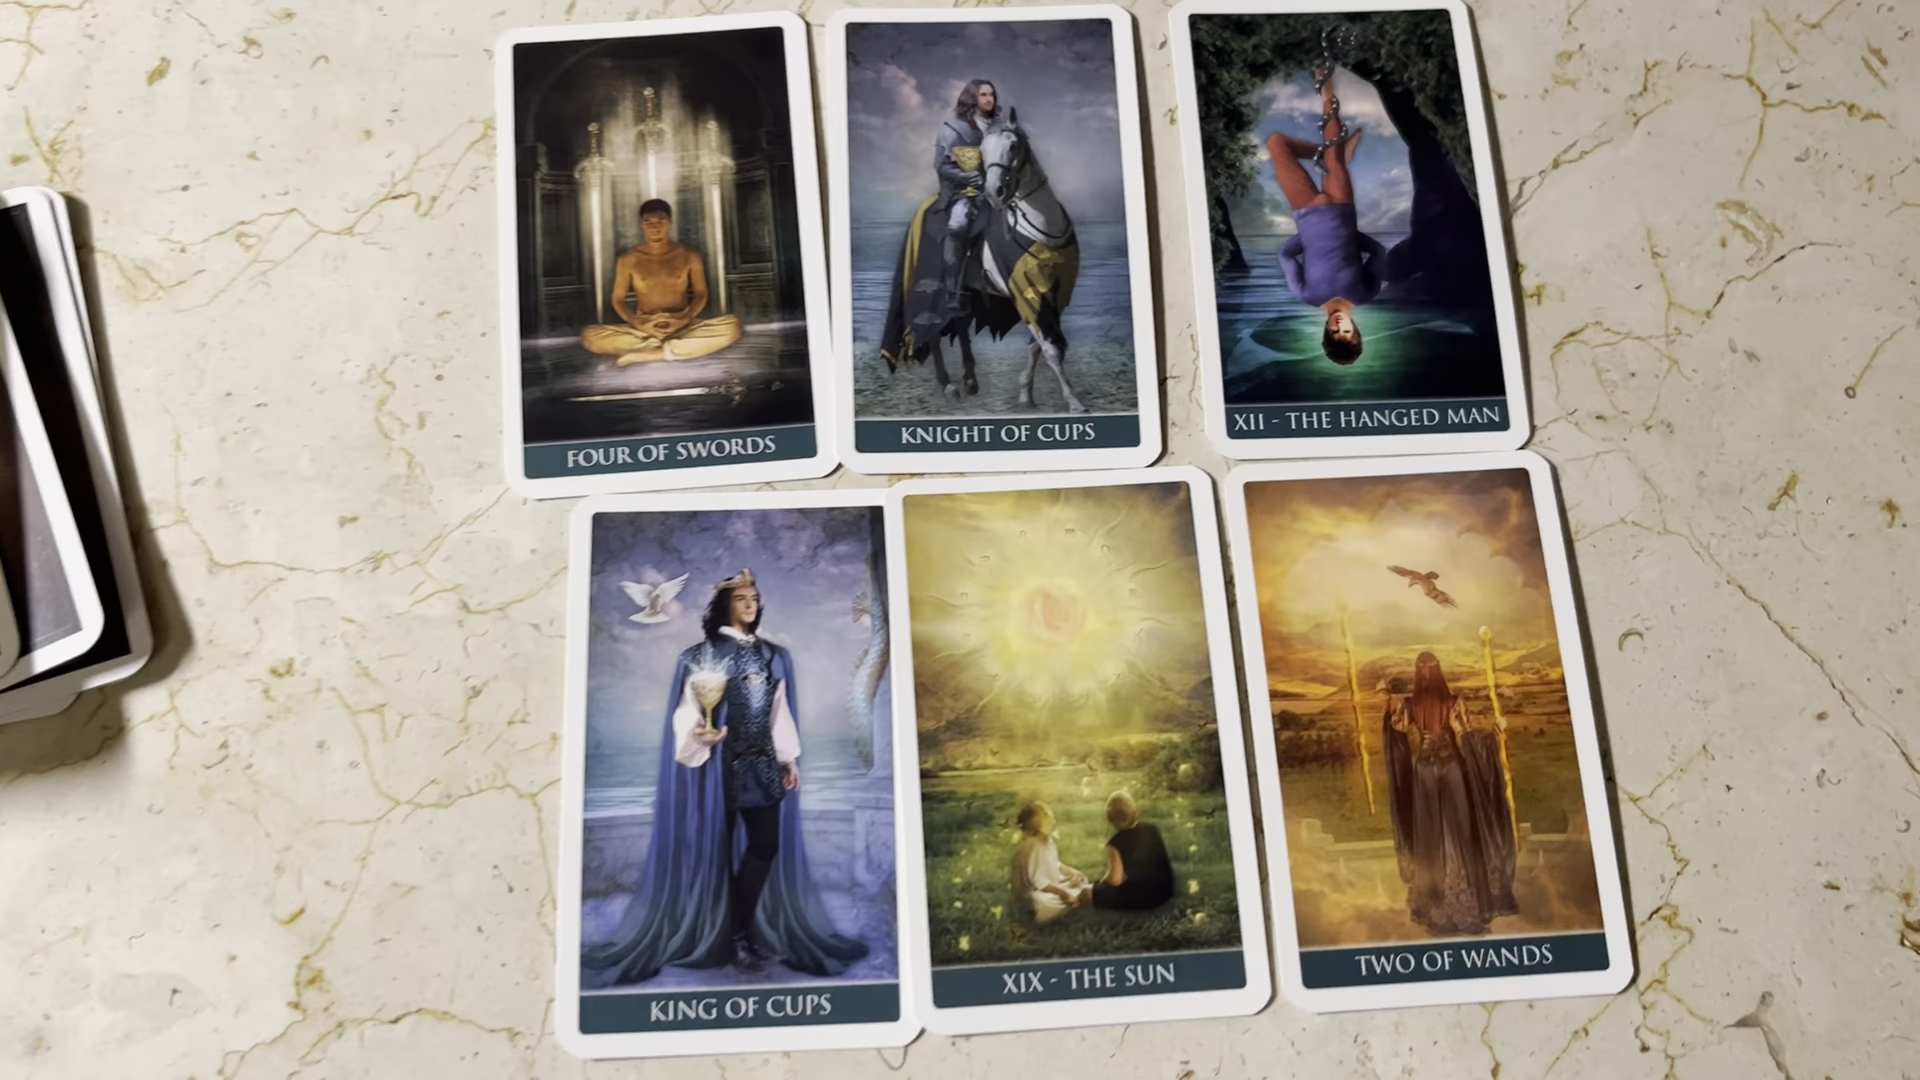 FOUR OF SWORDS
KNIGHT OF CUPS
XII - THE HANGED MAN
KING OF CUPS
XIX - THE SUN
TWO OF WANDS